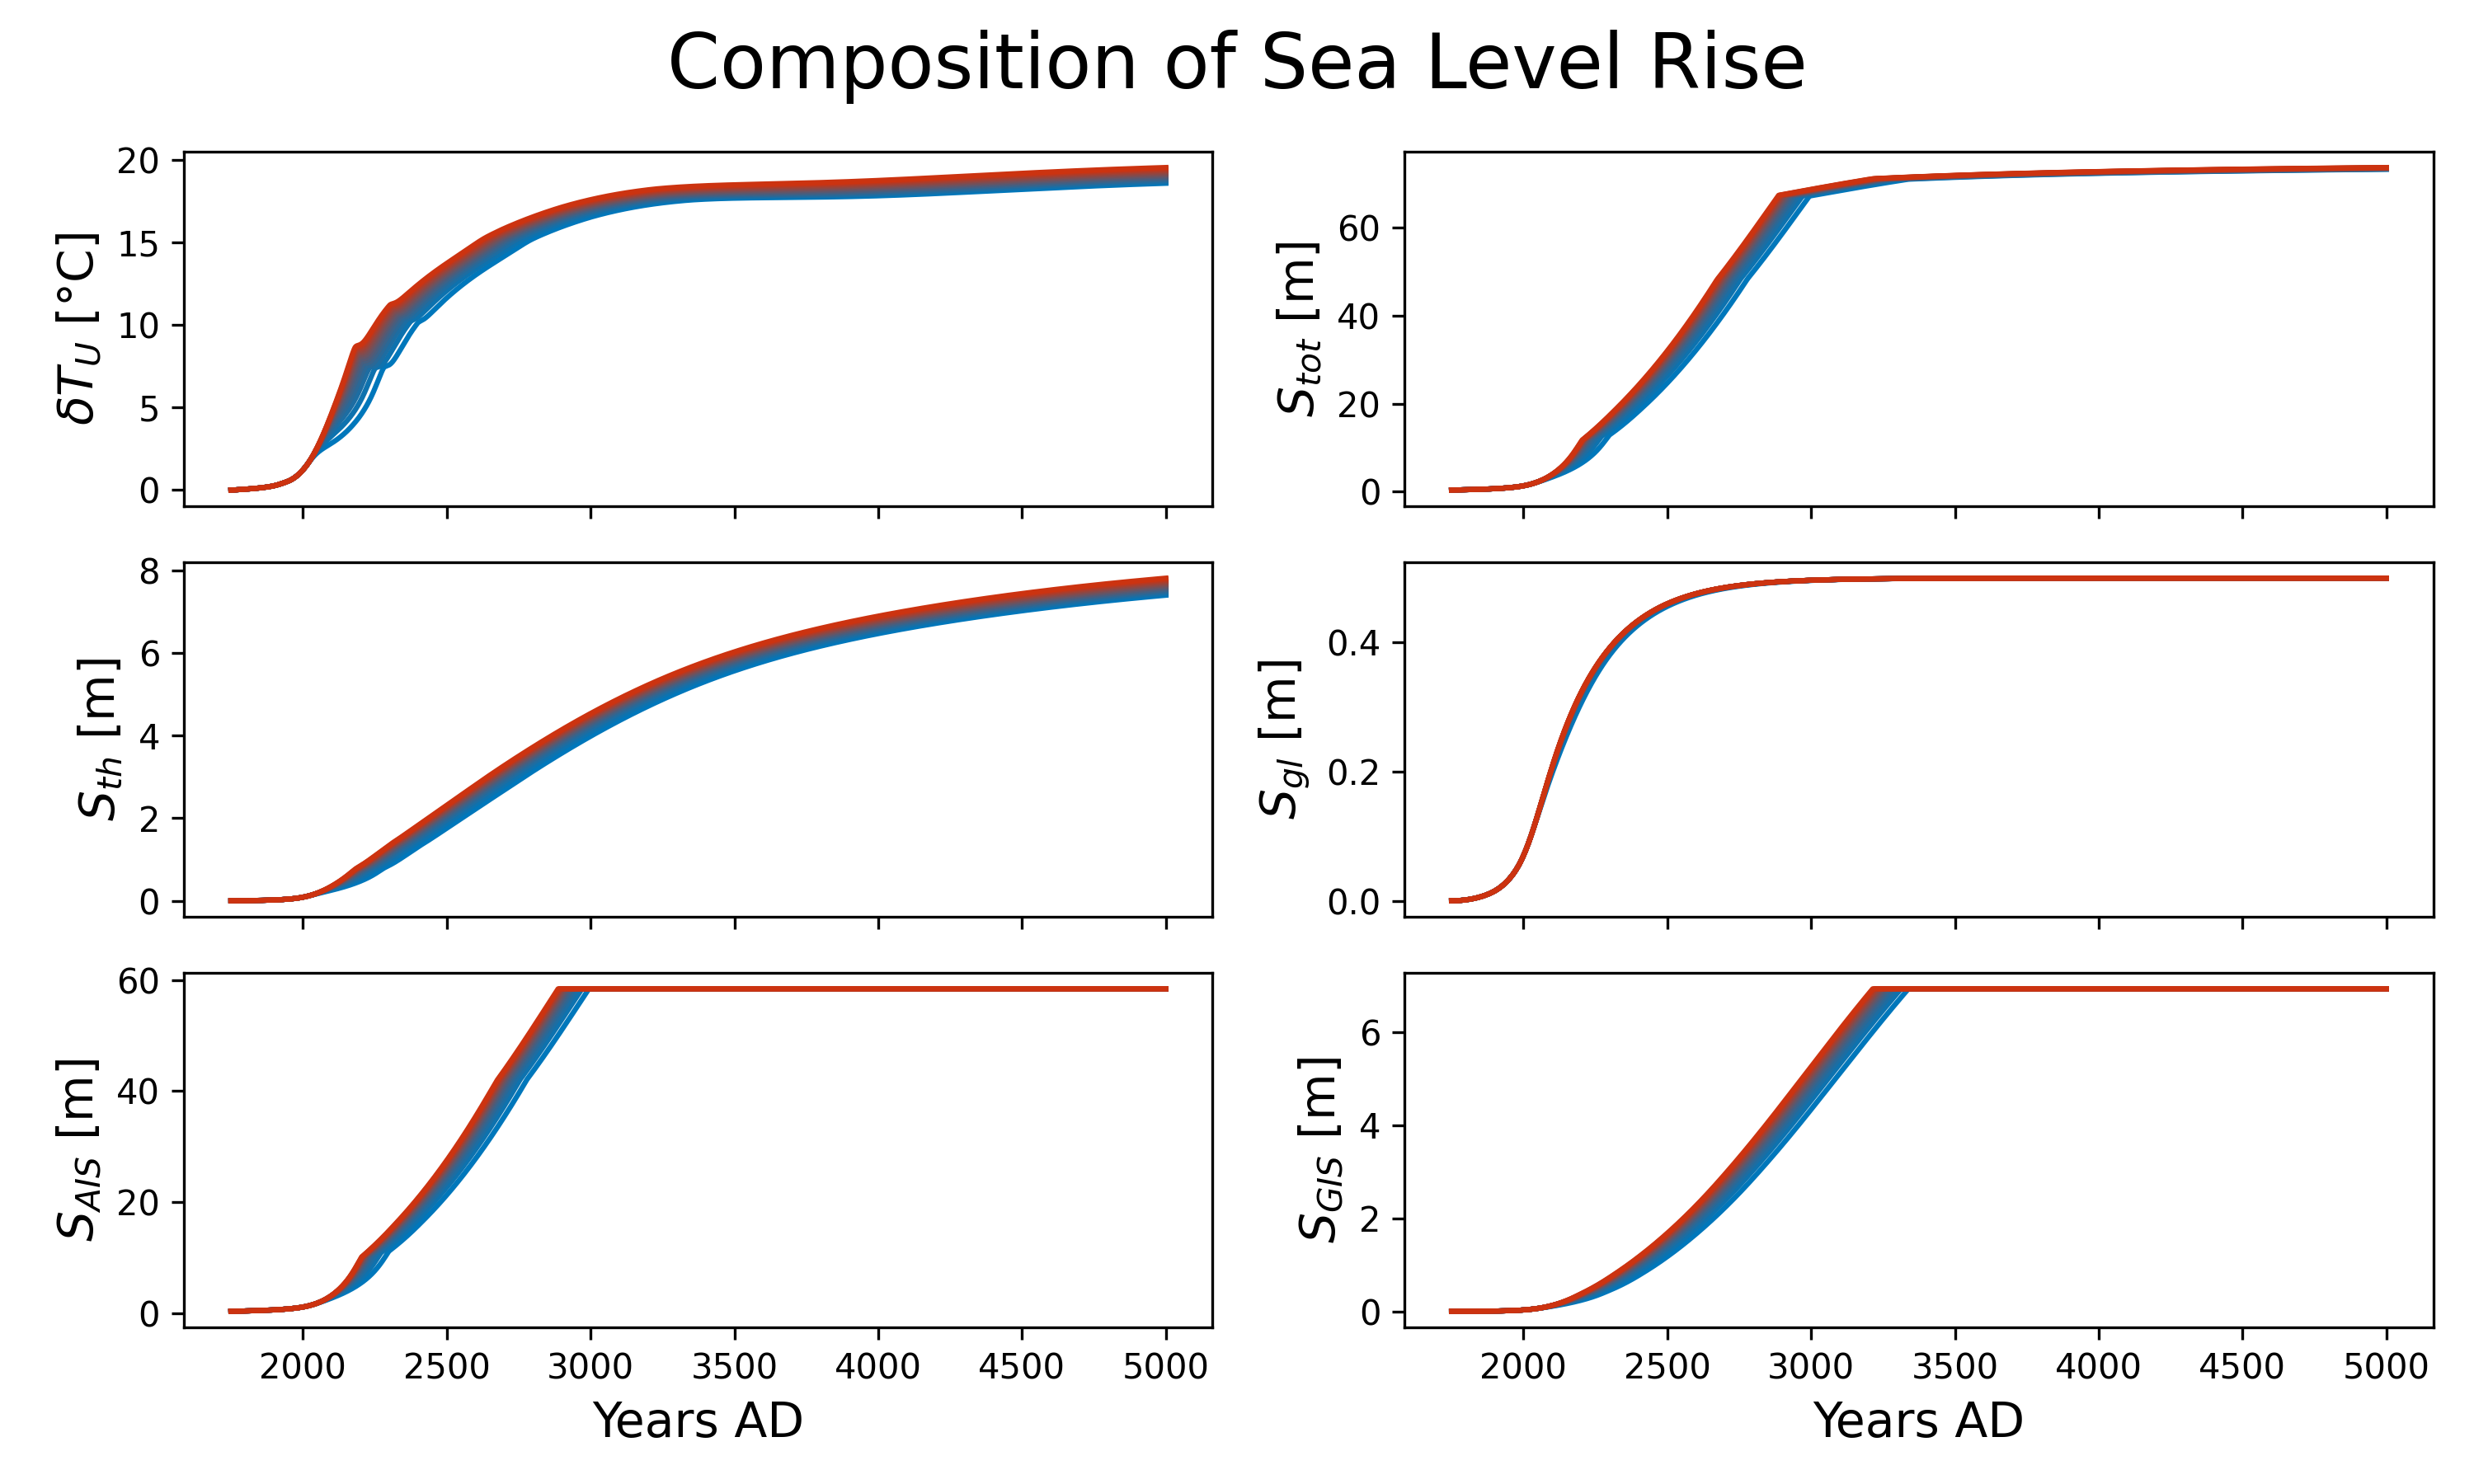 Composition of Sea Level Rise
δT_U [°C]
20
15
10
5
0
S_tot [m]
60
40
20
0
S_th [m]
8
6
4
2
0
S_gl [m]
0.4
0.2
0.0
S_AIS [m]
60
40
20
0
2000 2500 3000 3500 4000 4500 5000
Years AD
S_GIS [m]
6
4
2
0
2000 2500 3000 3500 4000 4500 5000
Years AD